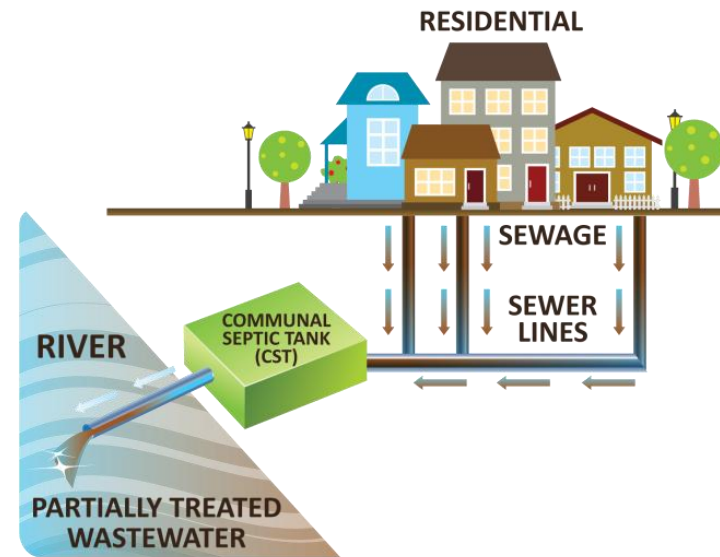 RESIDENTIAL
SEWAGE
SEWER
LINES
COMMUNAL
SEPTIC TANK
(CST)
RIVER
PARTIALLY TREATED
WASTEWATER